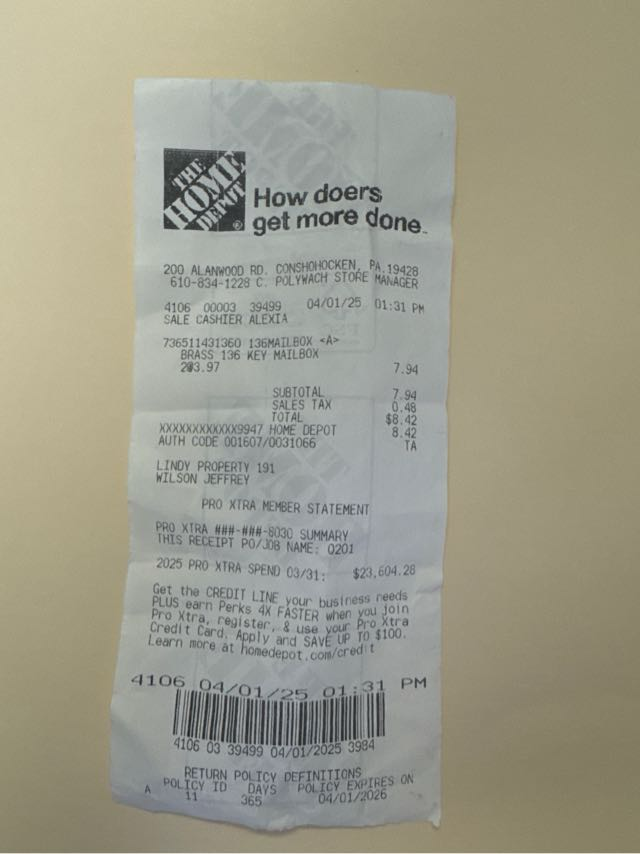 THE
HOME
DEPOT
How doers
get more done.
200 ALANWOOD RD. CONSHOHOCKEN, PA.19428
610-834-1228 C. POLYWACH STORE MANAGER
4106 00003 39499 04/01/25 01:31 PM
SALE CASHIER ALEXIA
736511431360 136MAILBOX <A>
BRASS 136 KEY MAILBOX
2@3.97 7.94
SUBTOTAL 7.94
SALES TAX 0.48
TOTAL $8.42
XXXXXXXXXXXX9947 HOME DEPOT 8.42
AUTH CODE 001607/0031066 TA
LINDY PROPERTY 191
WILSON JEFFREY
PRO XTRA MEMBER STATEMENT
PRO XTRA ###-###-8030 SUMMARY
THIS RECEIPT PO/JOB NAME: 0201
2025 PRO XTRA SPEND 03/31: $23,604.28
Get the CREDIT LINE your business needs
PLUS earn Perks 4X FASTER when you join
Pro Xtra, register, & use your Pro Xtra
Credit Card. Apply and SAVE UP TO $100.
Learn more at homedepot.com/credit
4106 04/01/25 01:31 PM
4106 03 39499 04/01/2025 3984
RETURN POLICY DEFINITIONS
POLICY ID DAYS POLICY EXPIRES ON
A 11 365 04/01/2026